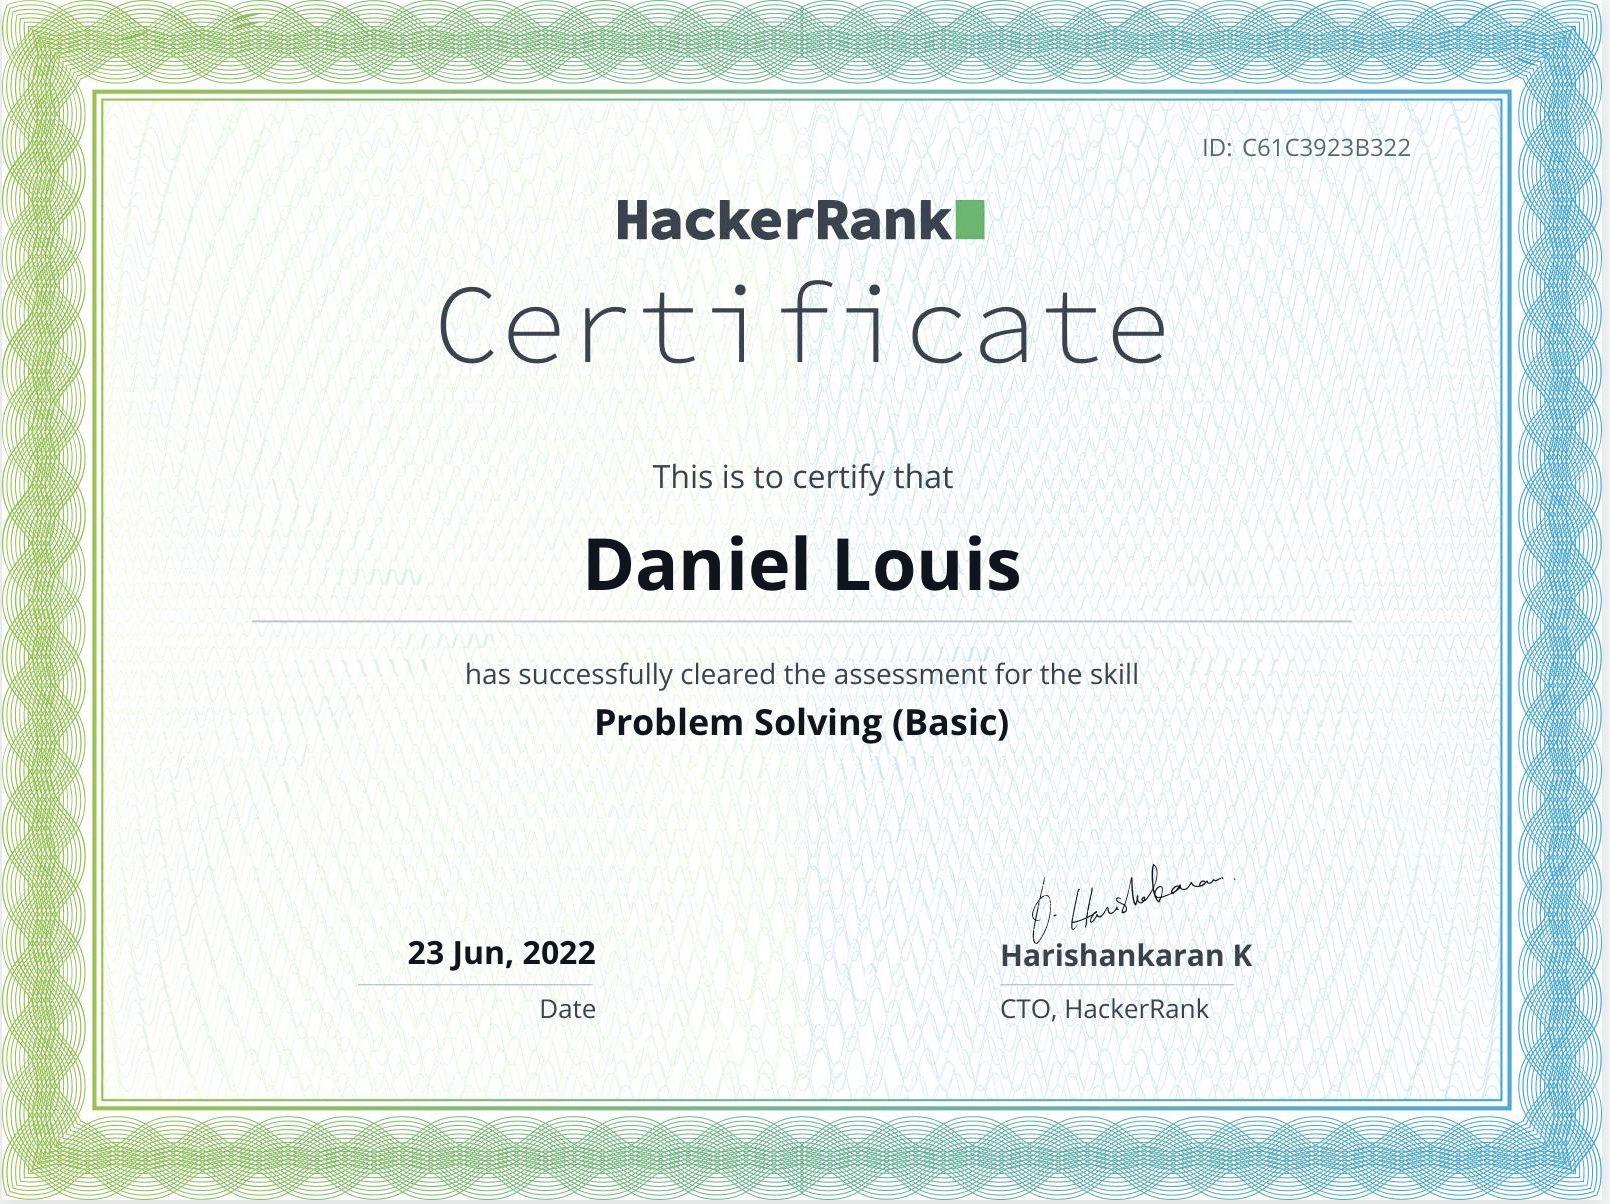 ID: C61C3923B322
HackerRank
Certificate
This is to certify that
Daniel Louis
has successfully cleared the assessment for the skill
Problem Solving (Basic)
23 Jun, 2022
Date
Harishankaran K
CTO, HackerRank